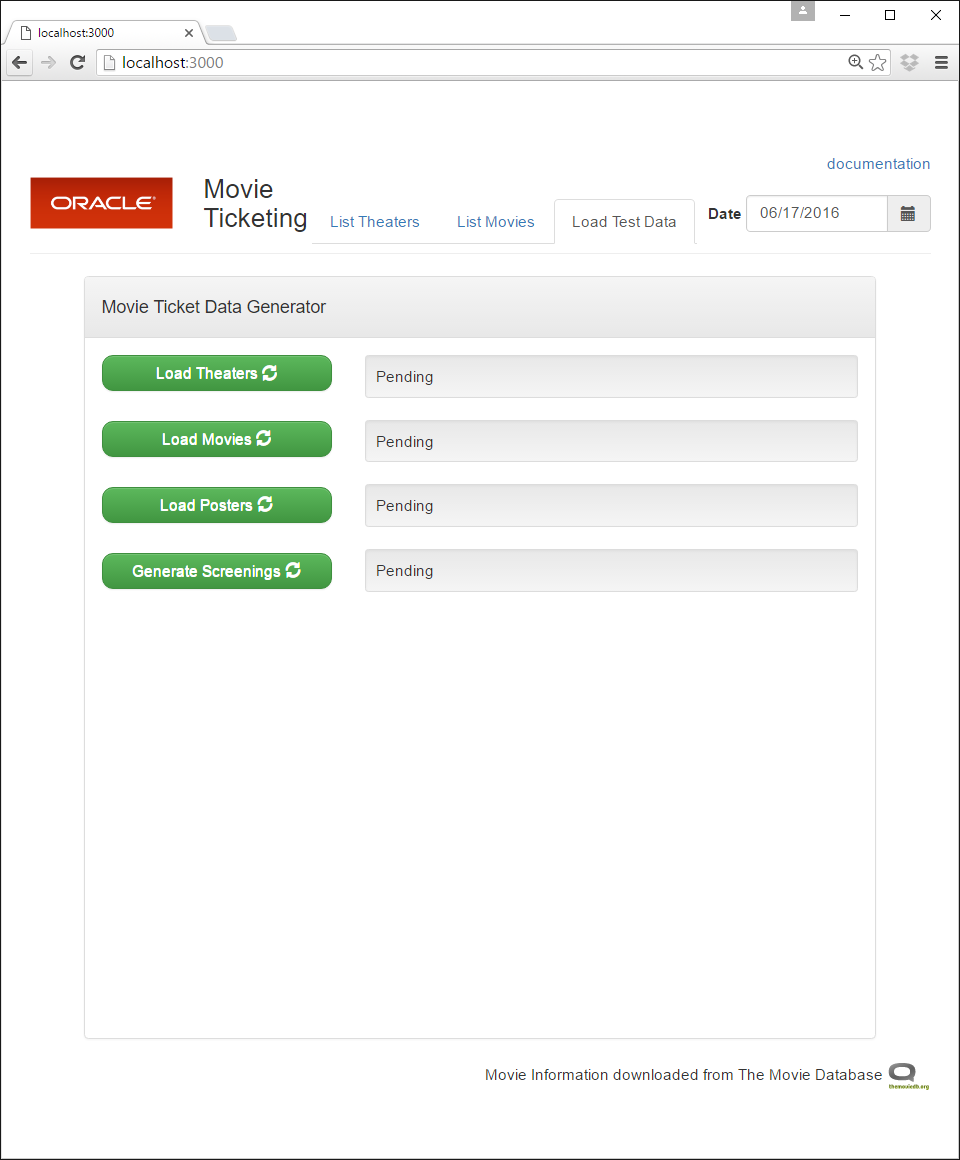 localhost:3000
localhost:3000
documentation
ORACLE
Movie
Ticketing
List Theaters
List Movies
Load Test Data
Date
06/17/2016
Movie Ticket Data Generator
Load Theaters
Pending
Load Movies
Pending
Load Posters
Pending
Generate Screenings
Pending
Movie Information downloaded from The Movie Database
themoviedb.org